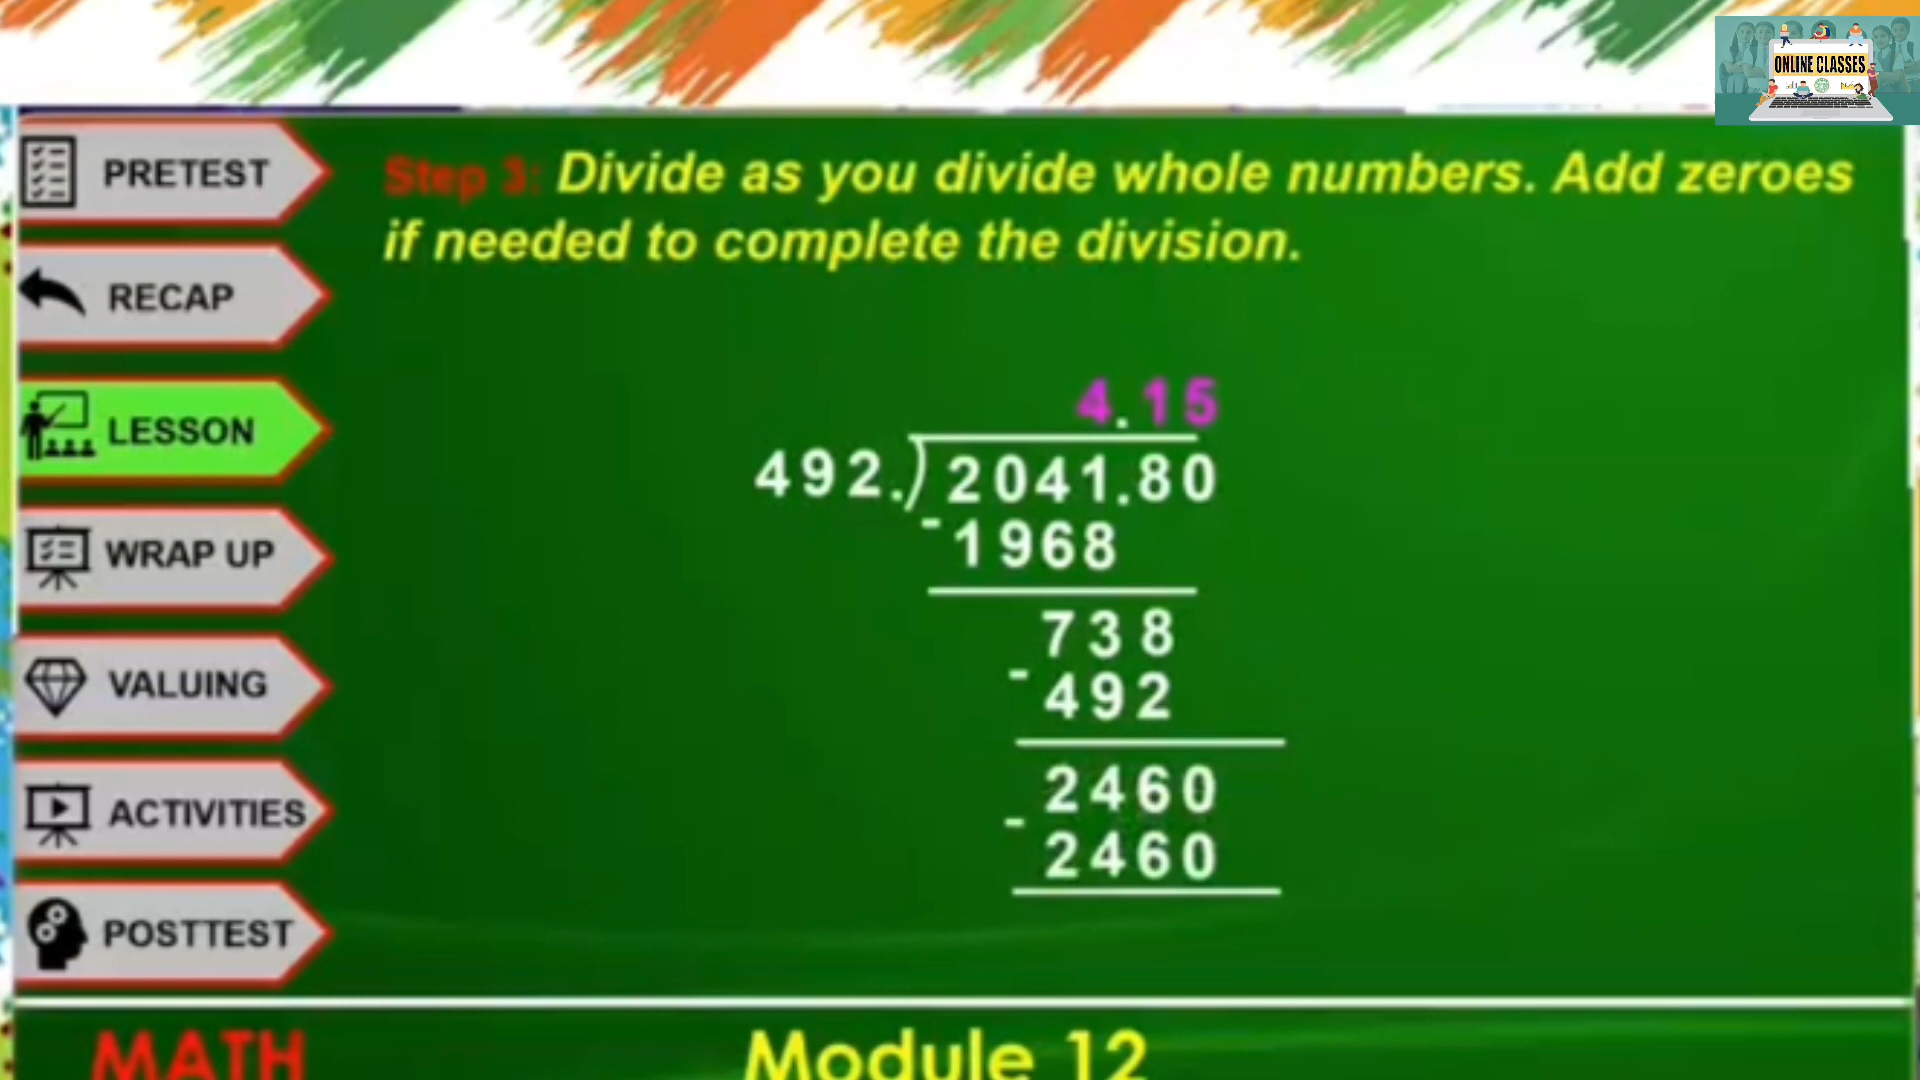 ONLINE CLASSES
PRETEST
RECAP
LESSON
WRAP UP
VALUING
ACTIVITIES
POSTTEST
Step 3: Divide as you divide whole numbers. Add zeroes
if needed to complete the division.
4.15
492.)2041.80
- 1968
738
- 492
2460
- 2460
MATH
Module 12